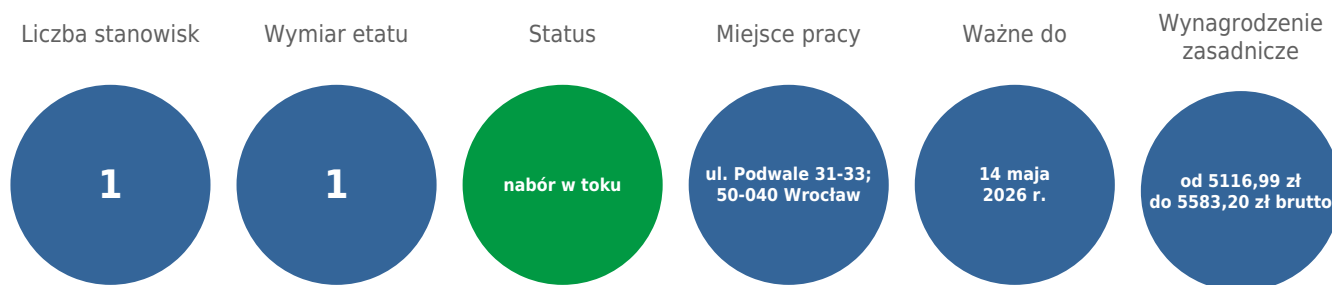 Liczba stanowisk
1
Wymiar etatu
1
Status
nabór w toku
Miejsce pracy
ul. Podwale 31-33;
50-040 Wrocław
Ważne do
14 maja
2026 r.
Wynagrodzenie
zasadnicze
od 5116,99 zł
do 5583,20 zł brutto